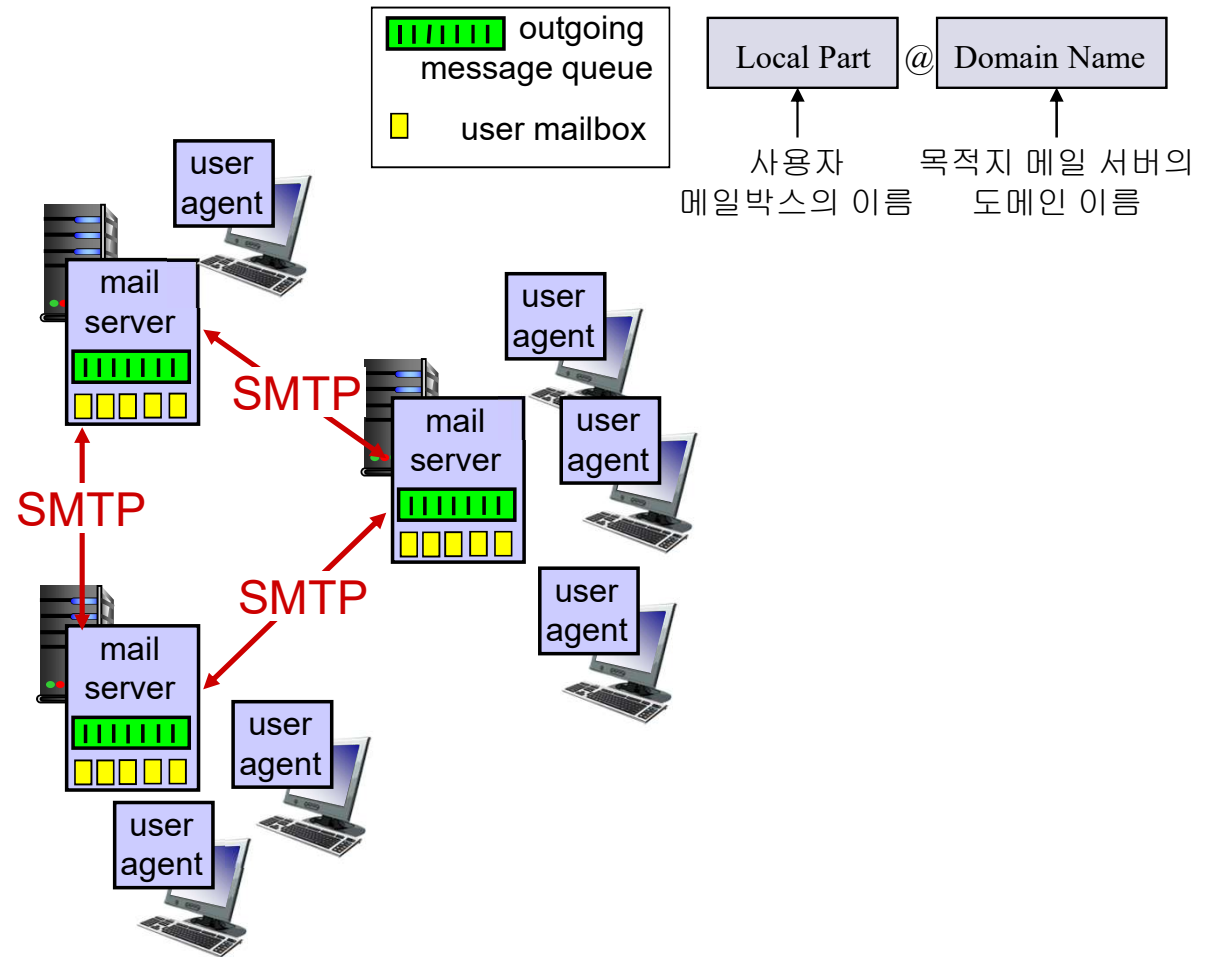 outgoing
message queue
user mailbox
Local Part @ Domain Name
사용자
메일박스의 이름
목적지 메일 서버의
도메인 이름
user
agent
mail
server
SMTP
user
agent
user
agent
mail
server
SMTP
SMTP
user
agent
mail
server
user
agent
user
agent